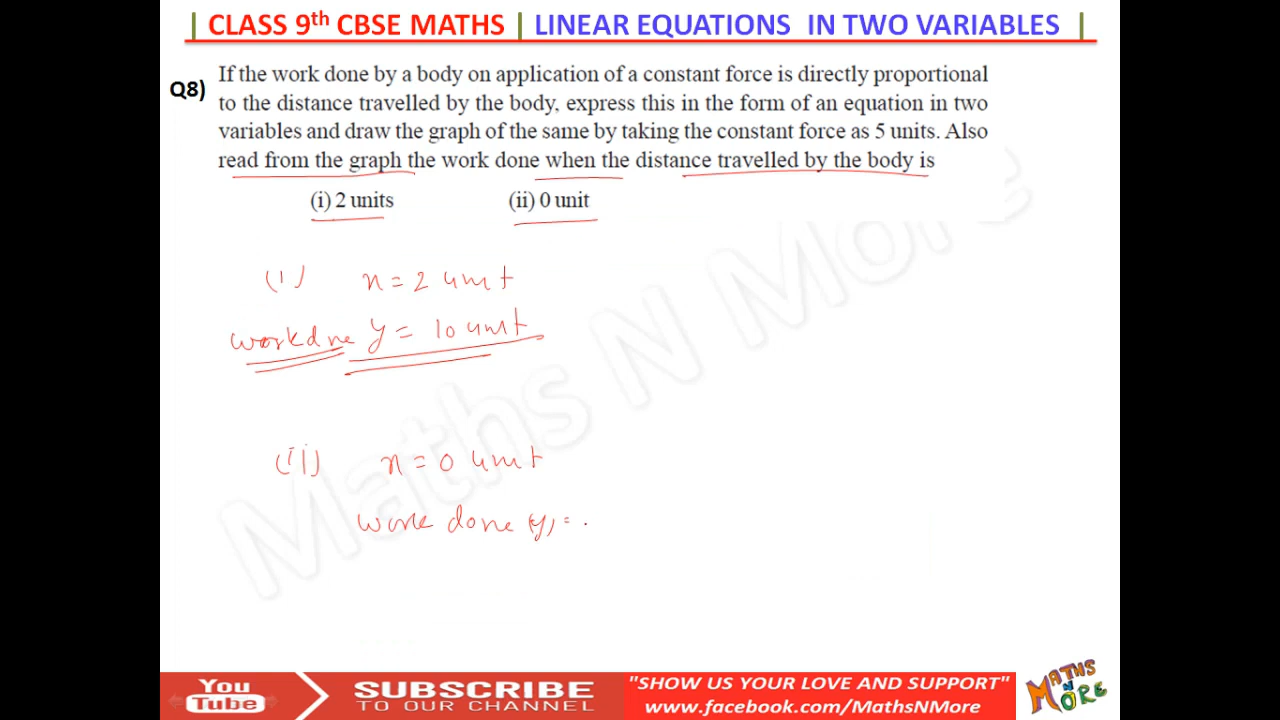 | CLASS 9th CBSE MATHS | LINEAR EQUATIONS IN TWO VARIABLES |
Q8) If the work done by a body on application of a constant force is directly proportional
to the distance travelled by the body, express this in the form of an equation in two
variables and draw the graph of the same by taking the constant force as 5 units. Also
read from the graph the work done when the distance travelled by the body is
(i) 2 units (ii) 0 unit
(i) x = 2 unit
workdne y = 10 unit
(ii) x = 0 unit
work done (y) =
Maths N More
You Tube SUBSCRIBE TO OUR CHANNEL
"SHOW US YOUR LOVE AND SUPPORT"
www.facebook.com/MathsNMore
MATHS N MORE